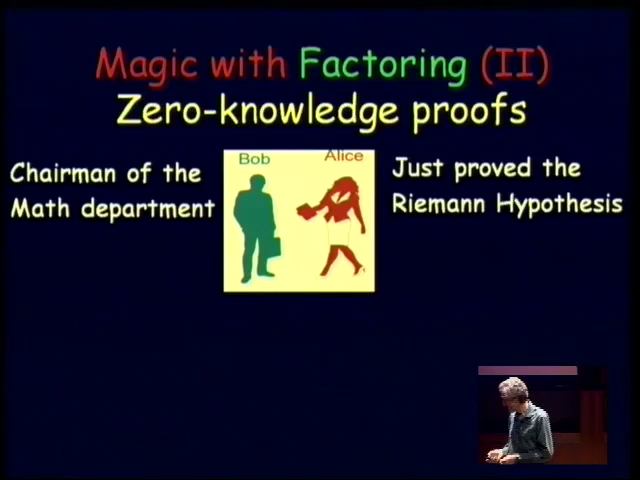 Magic with Factoring (II)
Zero-knowledge proofs
Chairman of the
Math department
Bob
Alice
Just proved the
Riemann Hypothesis